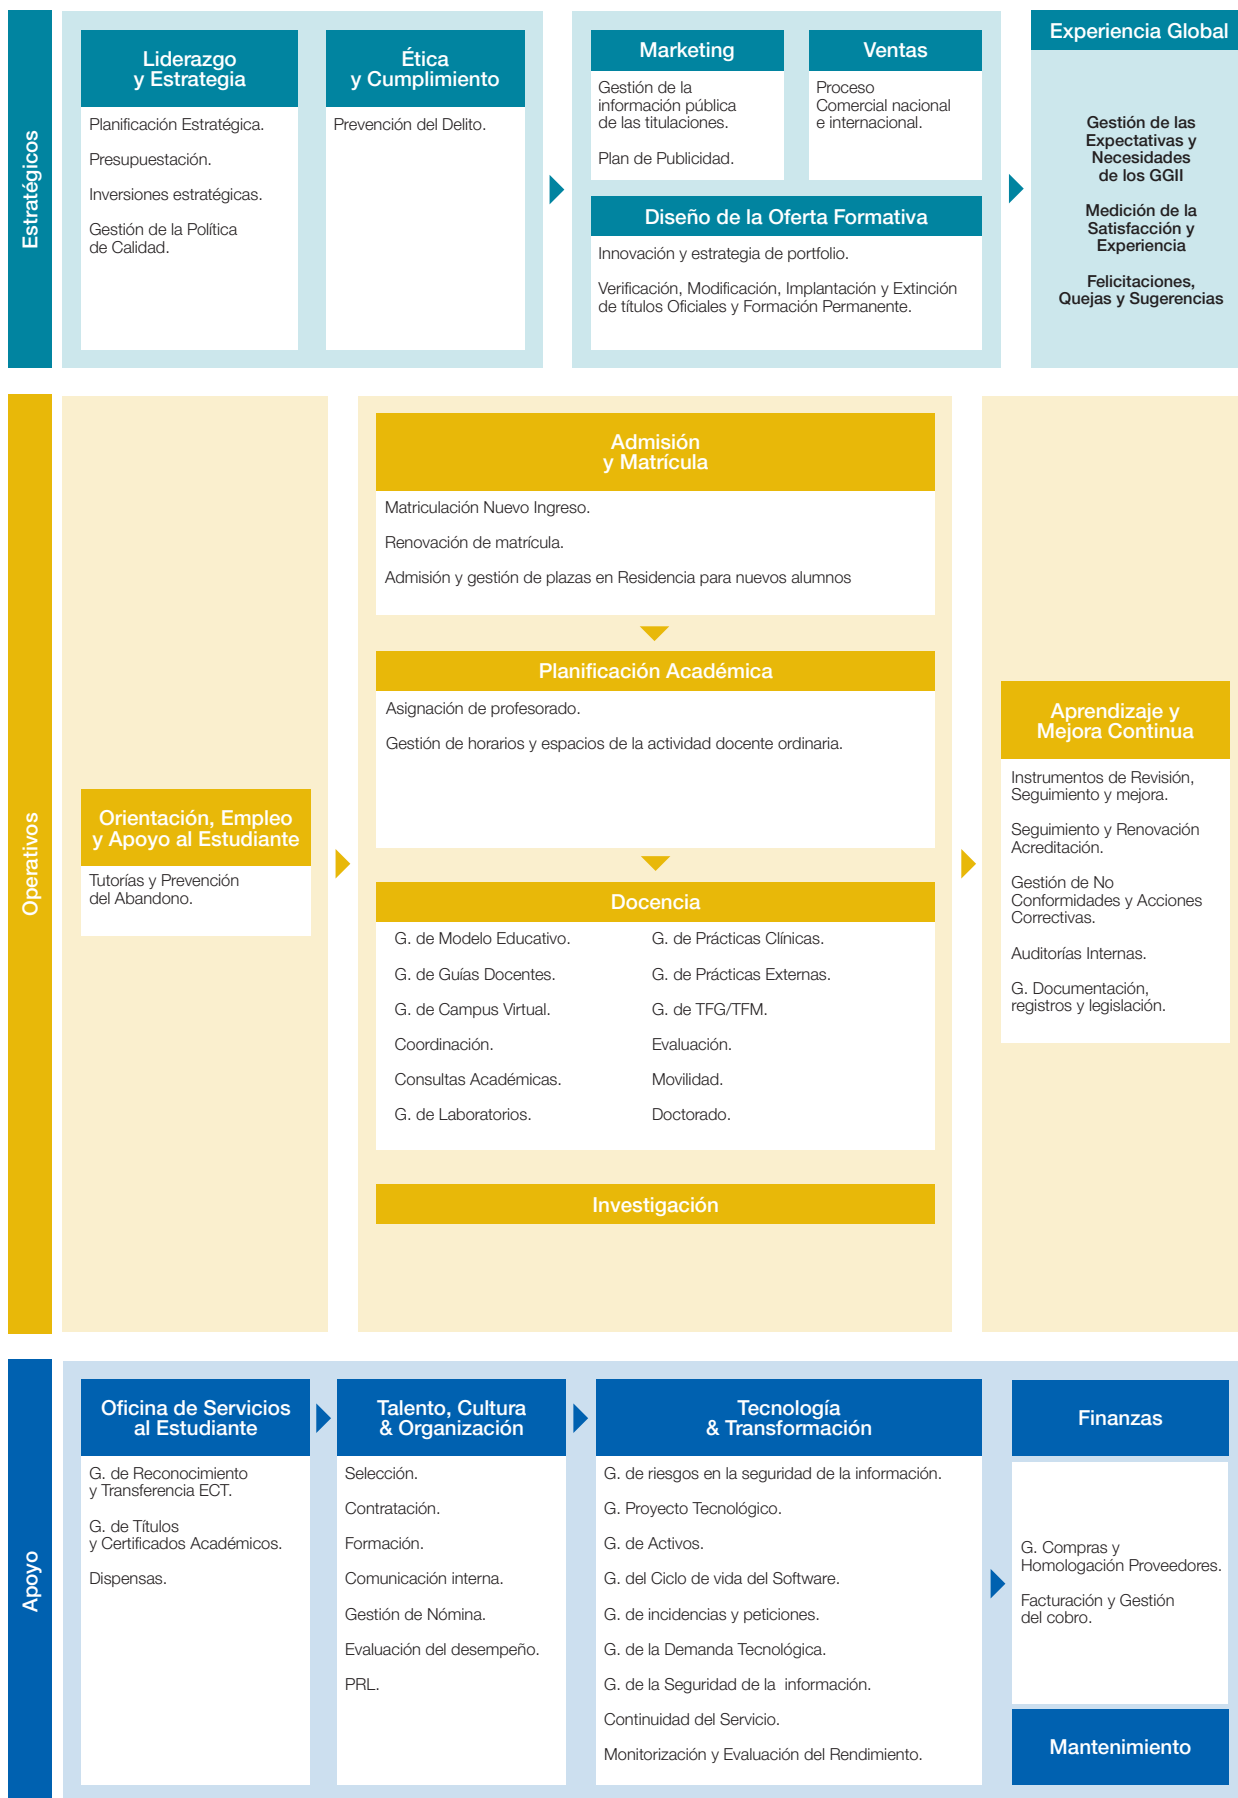 Estratégicos
Liderazgo
y Estrategia
Planificación Estratégica.
Presupuestación.
Inversiones estratégicas.
Gestión de la Política
de Calidad.
Ética
y Cumplimiento
Prevención del Delito.
Marketing
Gestión de la
información pública
de las titulaciones.
Plan de Publicidad.
Ventas
Proceso
Comercial nacional
e internacional.
Diseño de la Oferta Formativa
Innovación y estrategia de portfolio.
Verificación, Modificación, Implantación y Extinción
de títulos Oficiales y Formación Permanente.
Experiencia Global
Gestión de las
Expectativas y
Necesidades
de los GGII
Medición de la
Satisfacción y
Experiencia
Felicitaciones,
Quejas y Sugerencias
Operativos
Orientación, Empleo
y Apoyo al Estudiante
Tutorías y Prevención
del Abandono.
Admisión
y Matrícula
Matriculación Nuevo Ingreso.
Renovación de matrícula.
Admisión y gestión de plazas en Residencia para nuevos alumnos
Planificación Académica
Asignación de profesorado.
Gestión de horarios y espacios de la actividad docente ordinaria.
Docencia
G. de Modelo Educativo.
G. de Guías Docentes.
G. de Campus Virtual.
Coordinación.
Consultas Académicas.
G. de Laboratorios.
G. de Prácticas Clínicas.
G. de Prácticas Externas.
G. de TFG/TFM.
Evaluación.
Movilidad.
Doctorado.
Investigación
Aprendizaje y
Mejora Continua
Instrumentos de Revisión,
Seguimiento y mejora.
Seguimiento y Renovación
Acreditación.
Gestión de No
Conformidades y Acciones
Correctivas.
Auditorías Internas.
G. Documentación,
registros y legislación.
Apoyo
Oficina de Servicios
al Estudiante
G. de Reconocimiento
y Transferencia ECT.
G. de Títulos
y Certificados Académicos.
Dispensas.
Talento, Cultura
& Organización
Selección.
Contratación.
Formación.
Comunicación interna.
Gestión de Nómina.
Evaluación del desempeño.
PRL.
Tecnología
& Transformación
G. de riesgos en la seguridad de la información.
G. Proyecto Tecnológico.
G. de Activos.
G. del Ciclo de vida del Software.
G. de incidencias y peticiones.
G. de la Demanda Tecnológica.
G. de la Seguridad de la información.
Continuidad del Servicio.
Monitorización y Evaluación del Rendimiento.
Finanzas
G. Compras y
Homologación Proveedores.
Facturación y Gestión
del cobro.
Mantenimiento